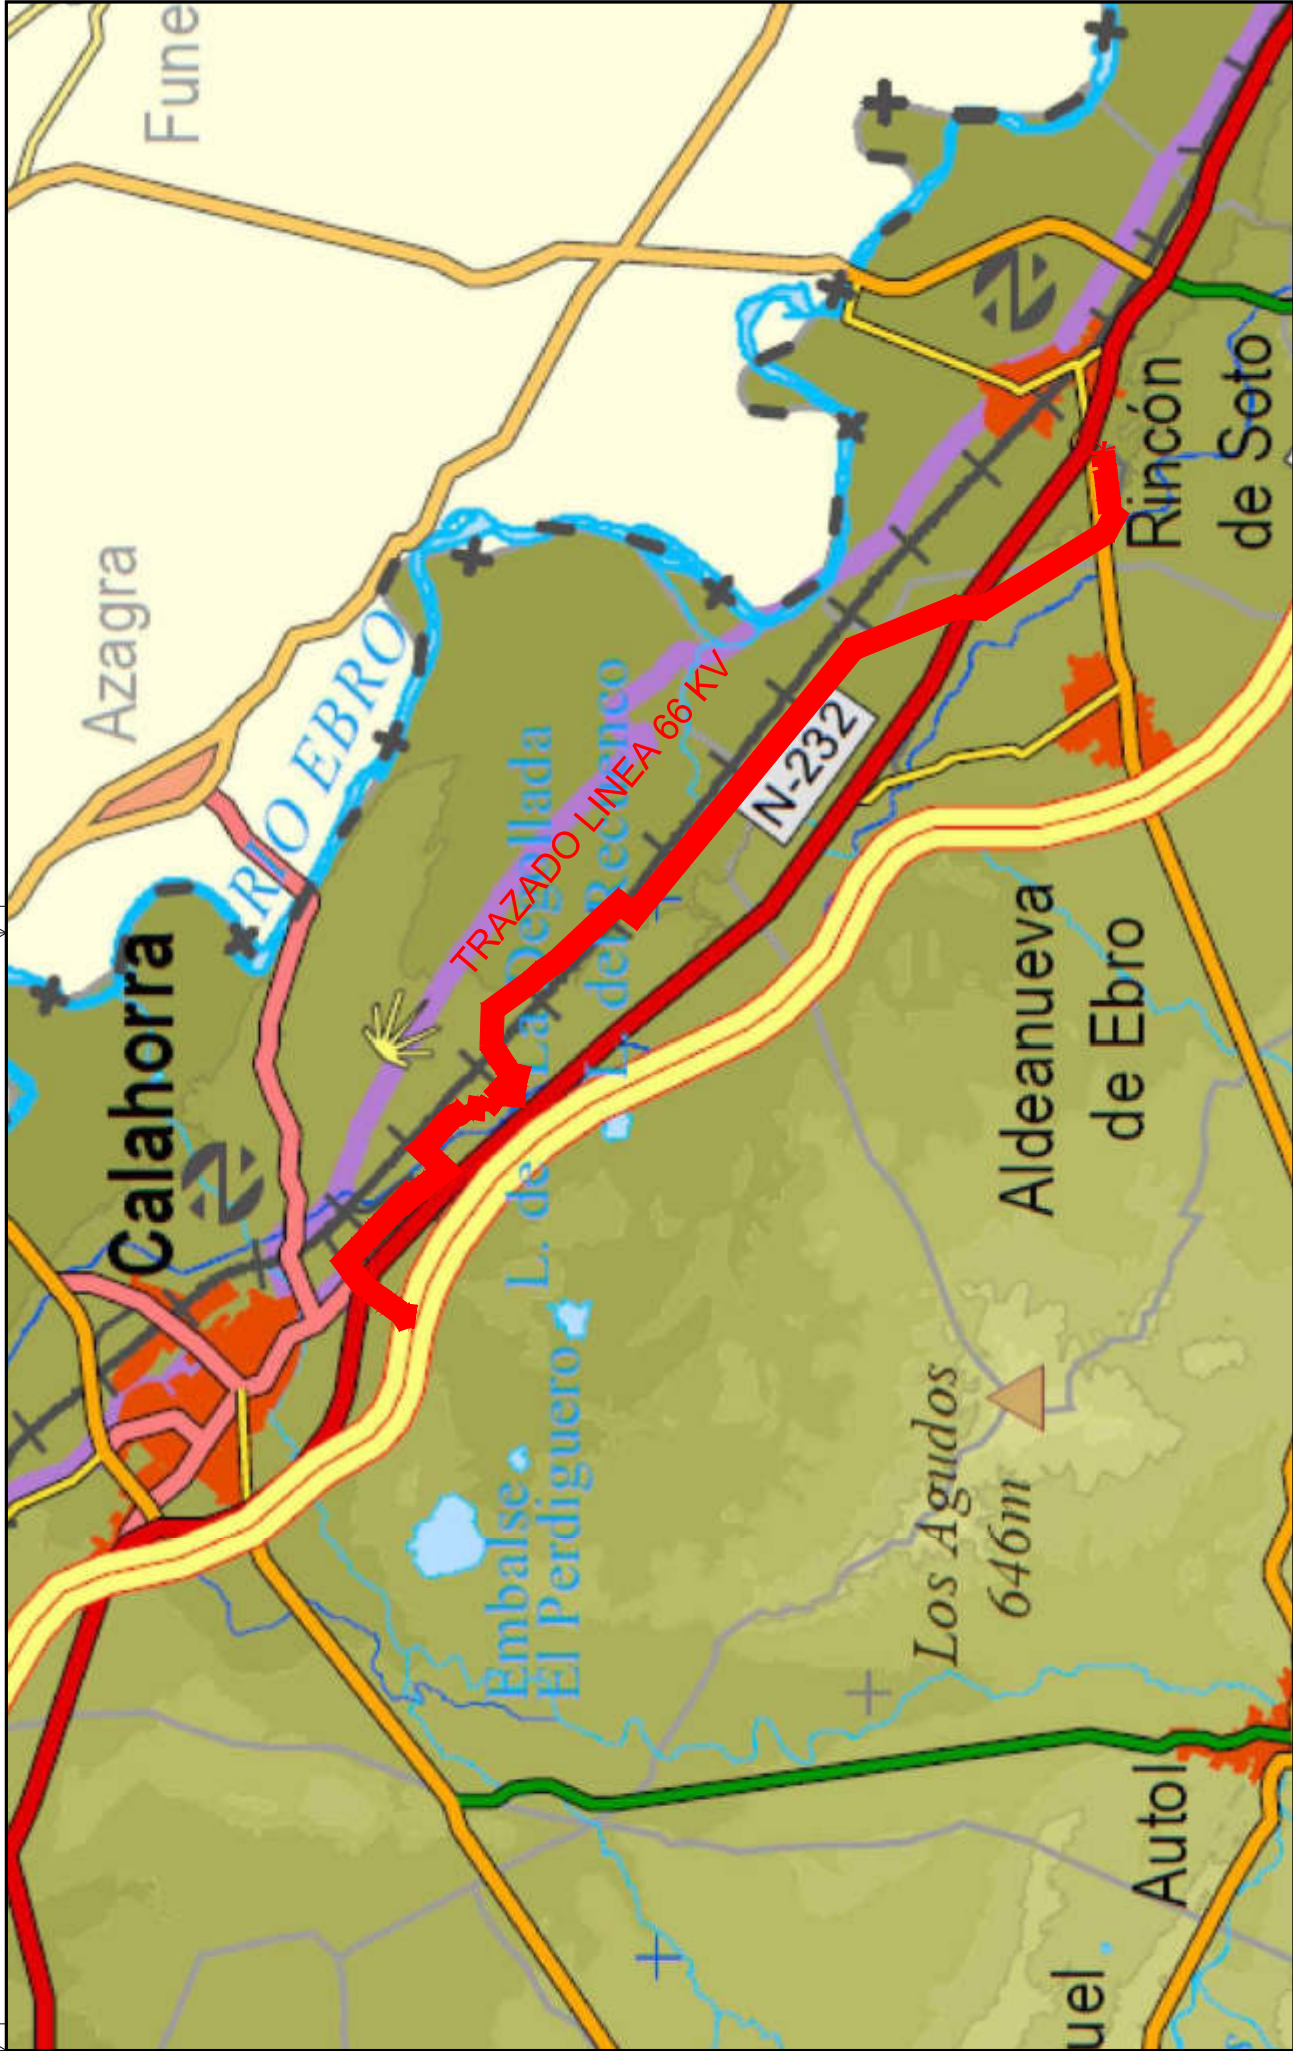 Fune
Azagra
RIO EBRO
Calahorra
TRAZADO LINEA 66 KV
L. de La Degollada
L. del Recuenco
N-232
Rincón
de Soto
Aldeanueva
de Ebro
Embalse
El Perdiguero
Los Agudos
646m
Autol
uel
s